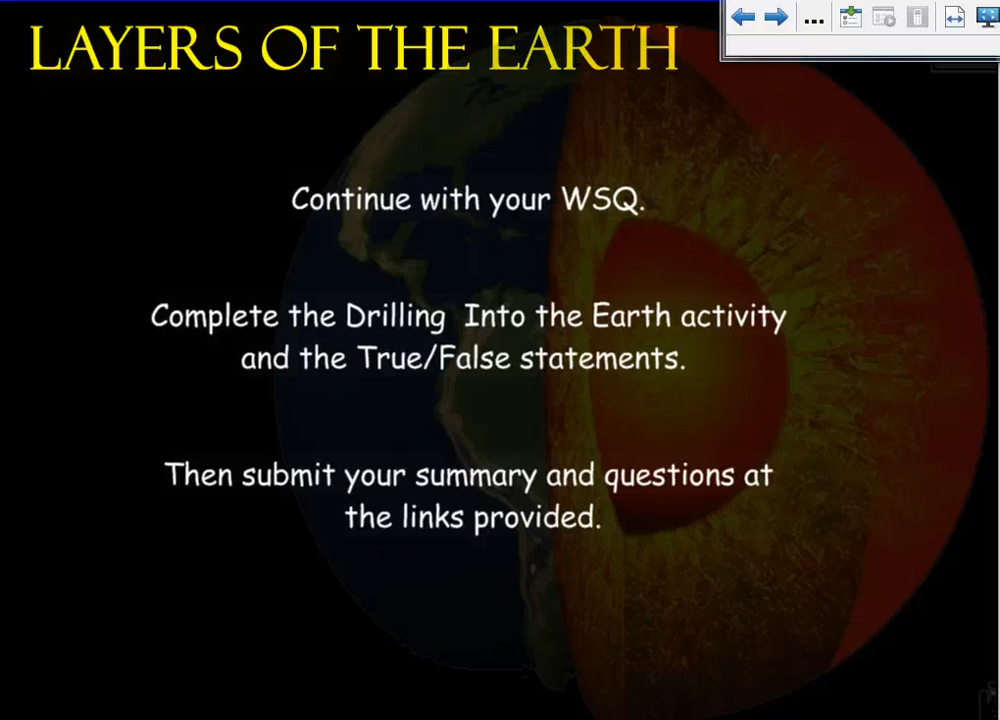 LAYERS OF THE EARTH
Continue with your WSQ.
Complete the Drilling Into the Earth activity
and the True/False statements.
Then submit your summary and questions at
the links provided.